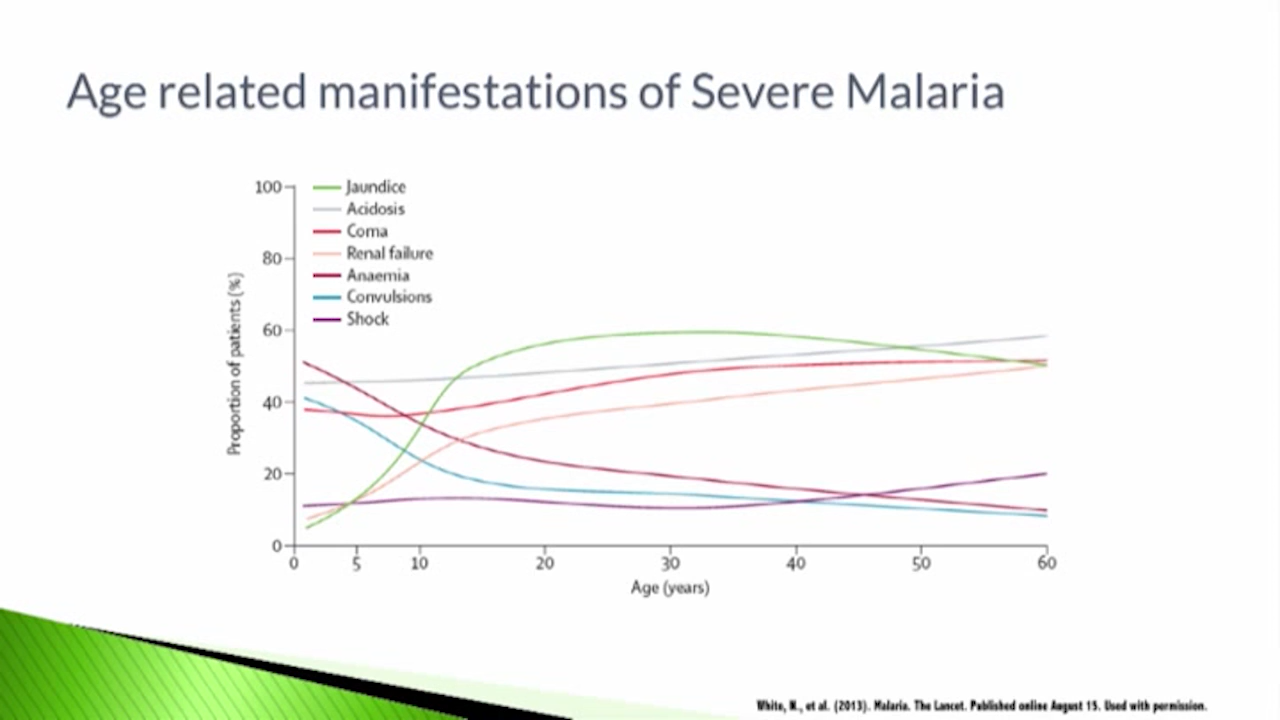 Age related manifestations of Severe Malaria
100
80
60
40
20
0
Proportion of patients (%)
Jaundice
Acidosis
Coma
Renal failure
Anaemia
Convulsions
Shock
0 5 10 20 30 40 50 60
Age (years)
White, N., et al. (2013). Malaria. The Lancet. Published online August 15. Used with permission.